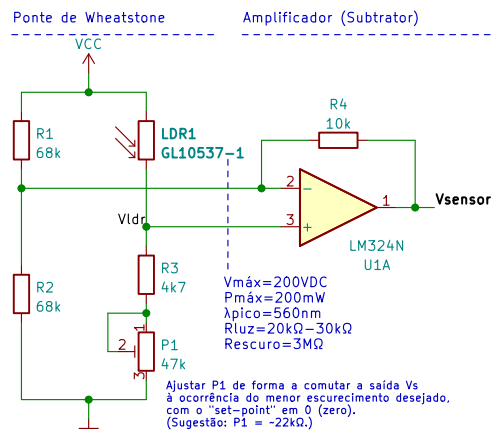 Ponte de Wheatstone
Amplificador (Subtrator)
VCC
R4
10k
R1
68k
LDR1
GL10537-1
2
−
1
Vsensor
3
+
Vldr
LM324N
U1A
R3
4k7
R2
68k
Vmáx=200VDC
Pmáx=200mW
λpico=560nm
Rluz=20kΩ-30kΩ
Rescuro=3MΩ
1
2
P1
47k
3
Ajustar P1 de forma a comutar a saída Vs
à ocorrência do menor escurecimento desejado,
com o "set-point" em 0 (zero).
(Sugestão: P1 = ~22kΩ.)